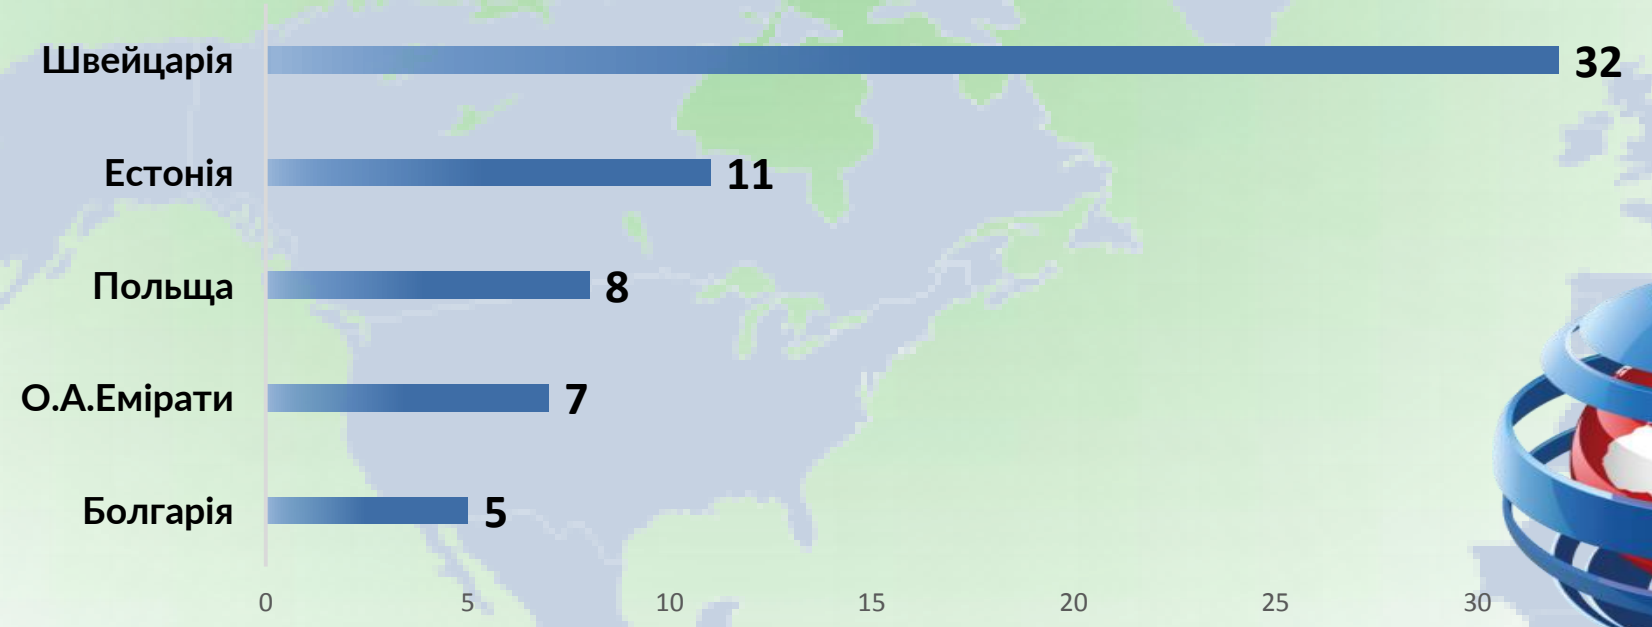 Швейцарія 32
Естонія 11
Польща 8
О.А.Емірати 7
Болгарія 5
0 5 10 15 20 25 30